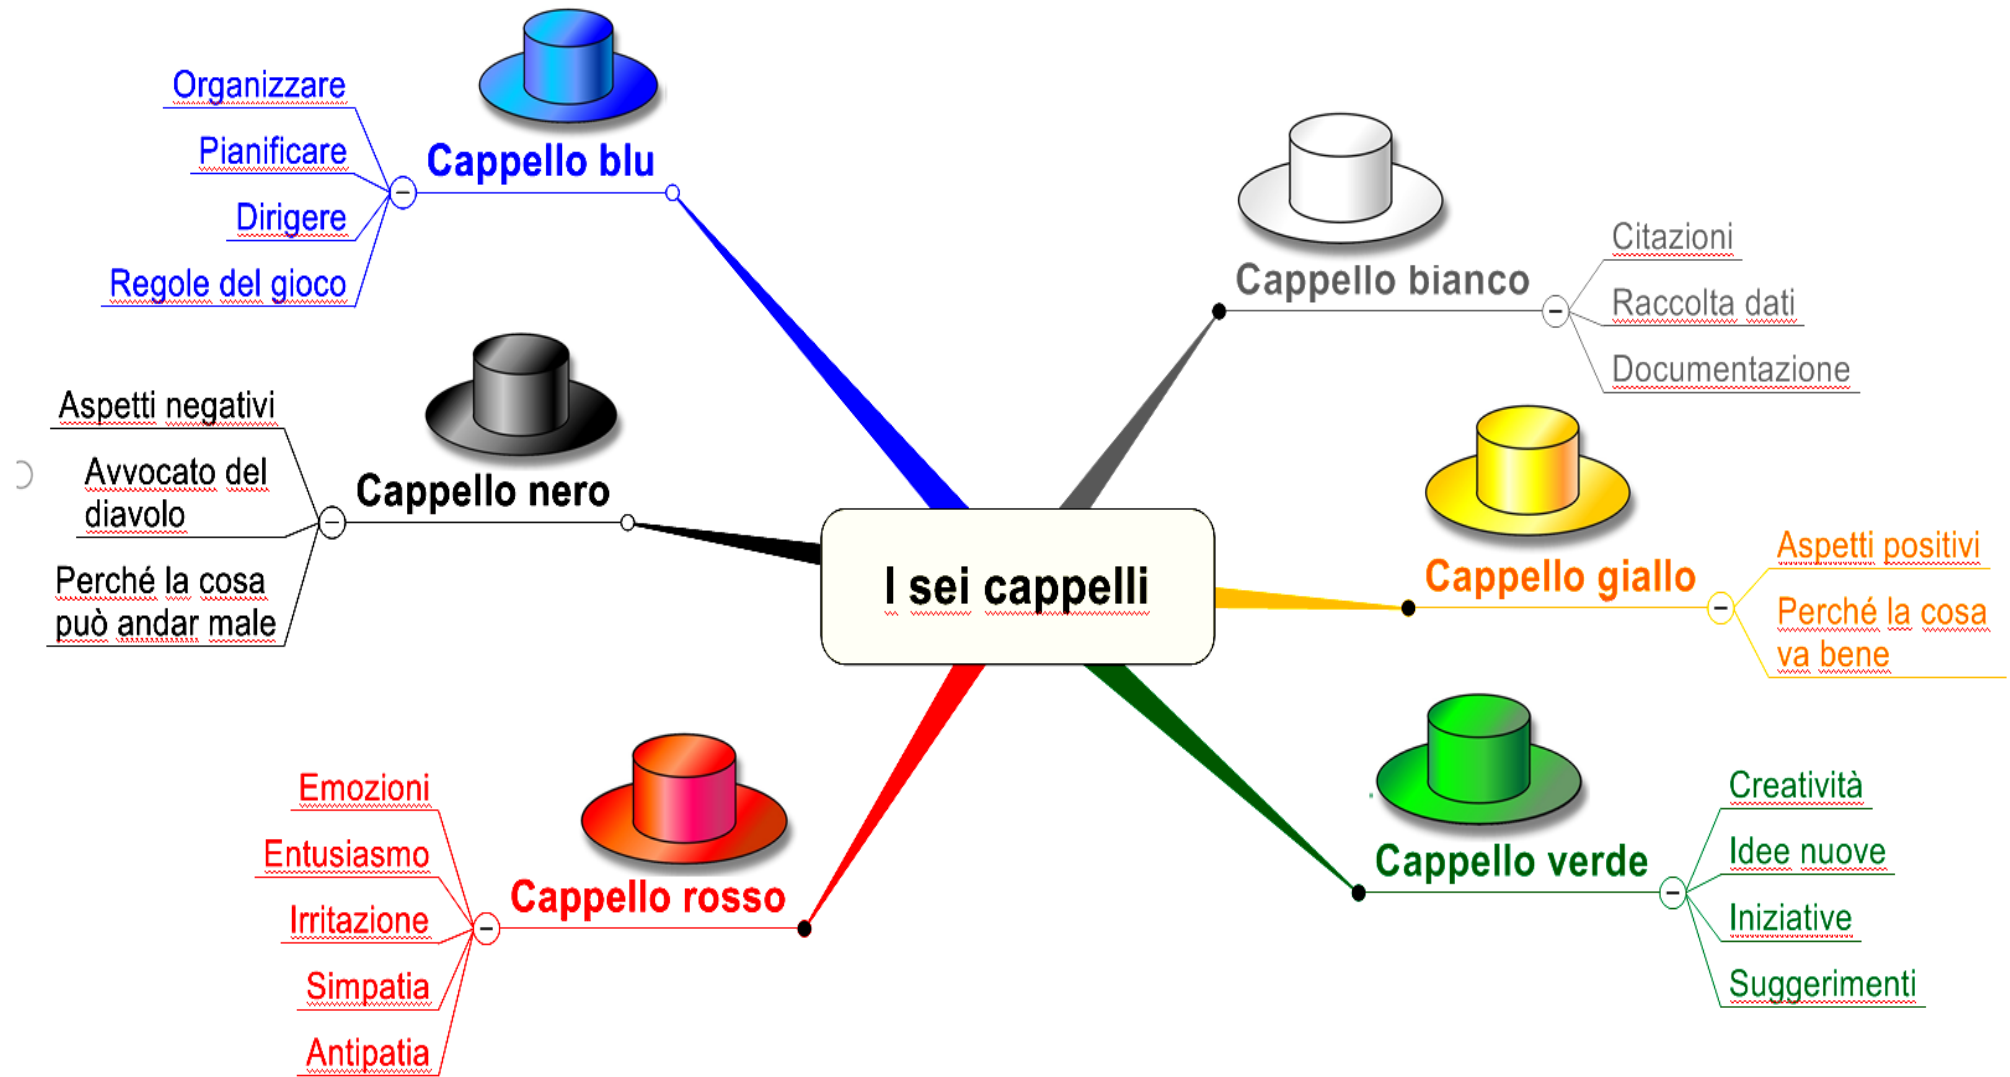 Organizzare
Pianificare
Dirigere
Regole del gioco
Cappello blu
Aspetti negativi
Avvocato del
diavolo
Perché la cosa
può andar male
Cappello nero
Emozioni
Entusiasmo
Irritazione
Simpatia
Antipatia
Cappello rosso
I sei cappelli
Cappello bianco
Citazioni
Raccolta dati
Documentazione
Cappello giallo
Aspetti positivi
Perché la cosa
va bene
Cappello verde
Creatività
Idee nuove
Iniziative
Suggerimenti